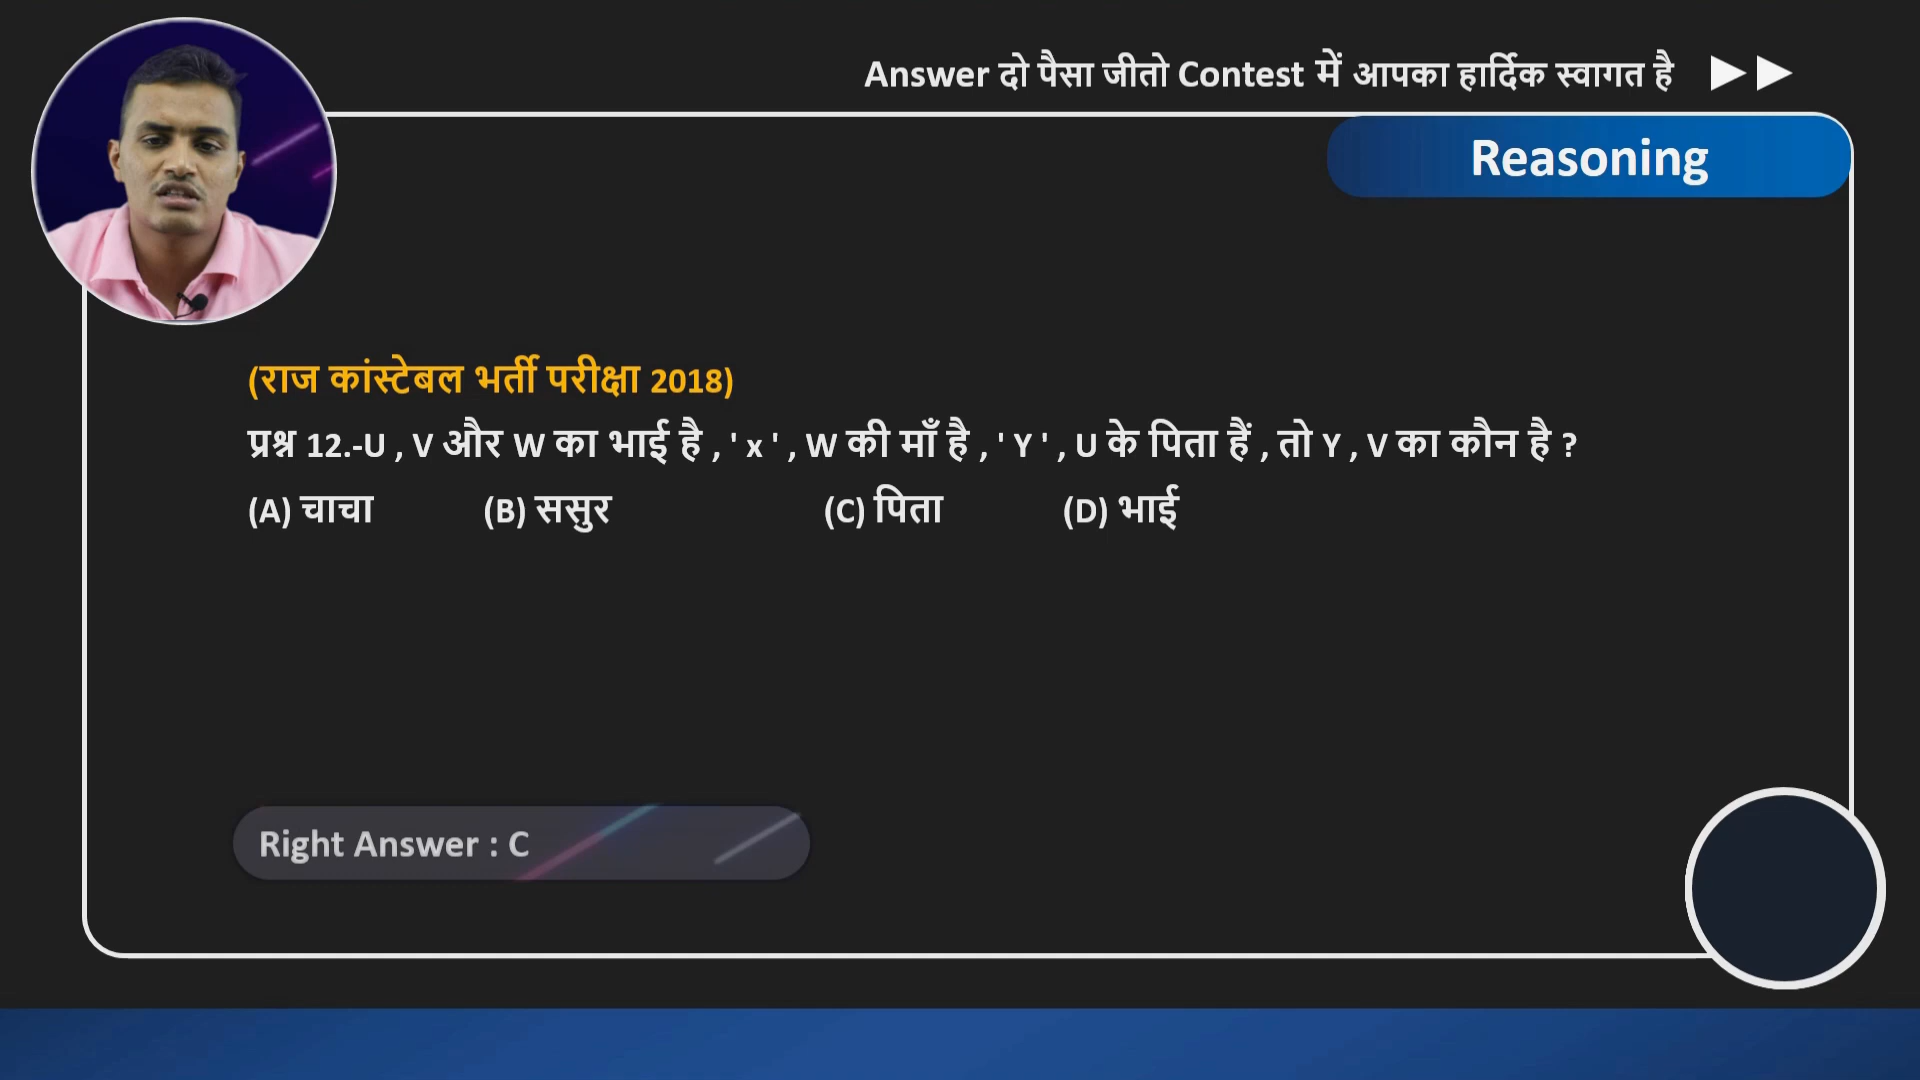 Answer दो पैसा जीतो Contest में आपका हार्दिक स्वागत है
Reasoning
(राज कांस्टेबल भर्ती परीक्षा 2018)
प्रश्न 12.-U , V और W का भाई है , ' x ' , W की माँ है , ' Y ' , U के पिता हैं , तो Y , V का कौन है ?
(A) चाचा (B) ससुर (C) पिता (D) भाई
Right Answer : C